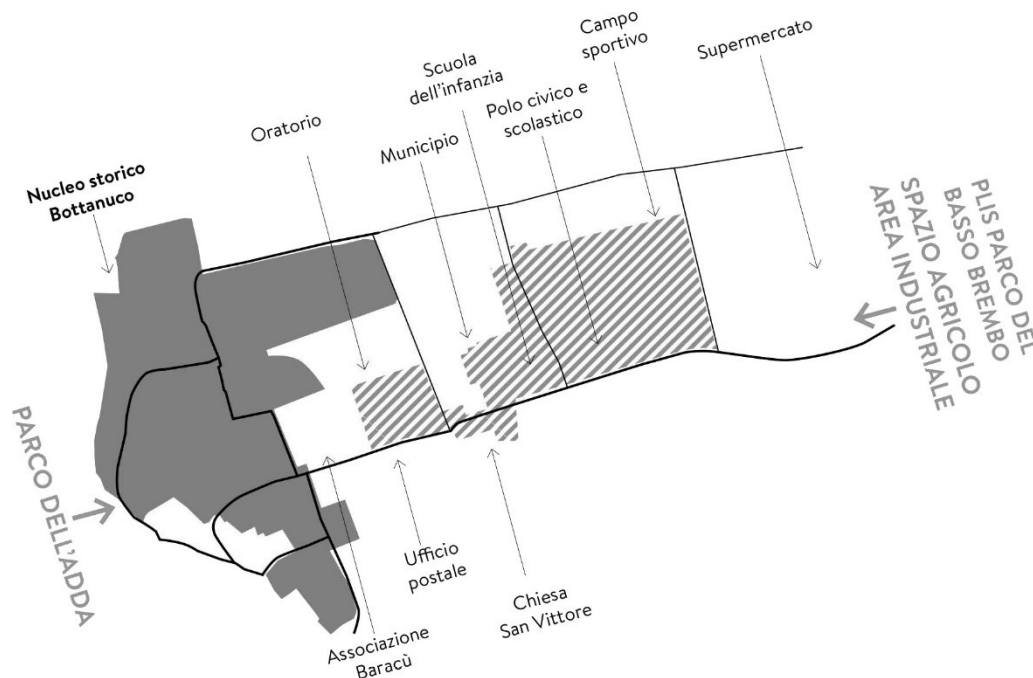 Campo
sportivo
Supermercato
Scuola
dell'infanzia
Polo civico e
scolastico
Oratorio
Municipio
Nucleo storico
Bottanuco
PLIS PARCO DEL
BASSO BREMBO
SPAZIO AGRICOLO
AREA INDUSTRIALE
PARCO DELL'ADDA
Ufficio
postale
Chiesa
San Vittore
Associazione
Baracù